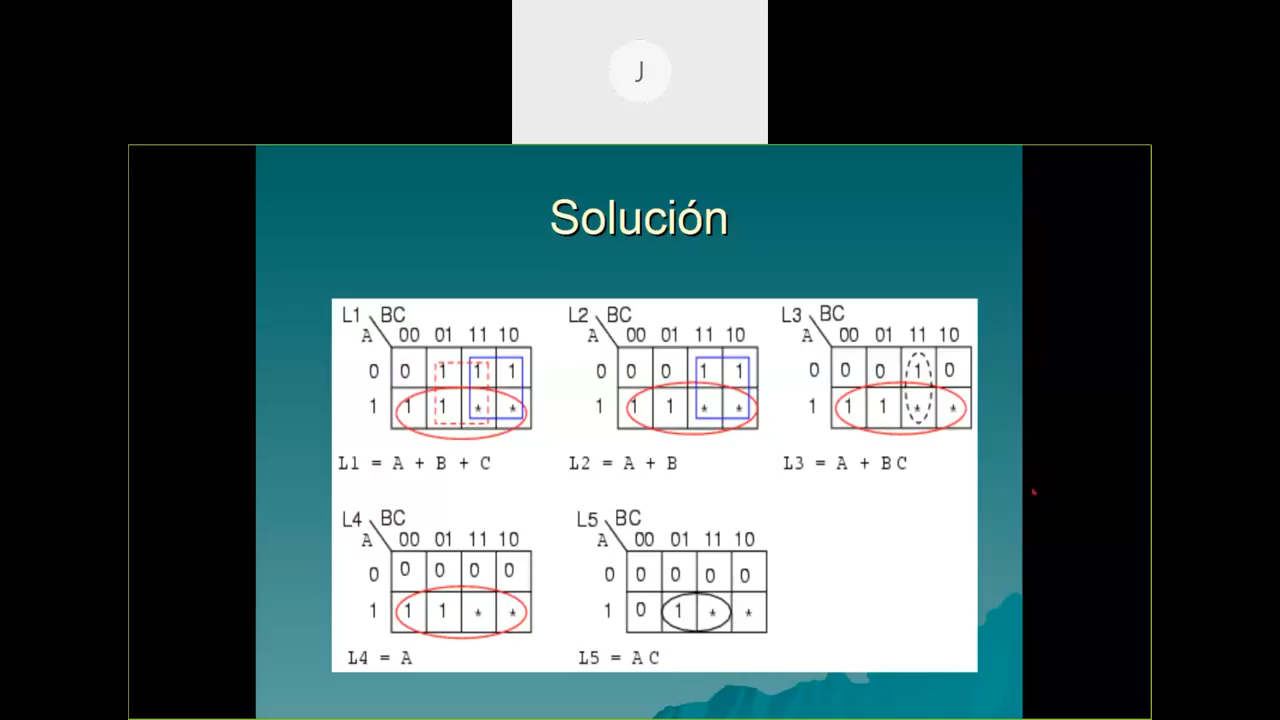 J
Solución
L1 BC
A 00 01 11 10
0 0 1 1 1
1 1 1 * *
L1 = A + B + C
L2 BC
A 00 01 11 10
0 0 0 1 1
1 1 1 * *
L2 = A + B
L3 BC
A 00 01 11 10
0 0 0 1 0
1 1 1 * *
L3 = A + BC
L4 BC
A 00 01 11 10
0 0 0 0 0
1 1 1 * *
L4 = A
L5 BC
A 00 01 11 10
0 0 0 0 0
1 0 1 * *
L5 = AC